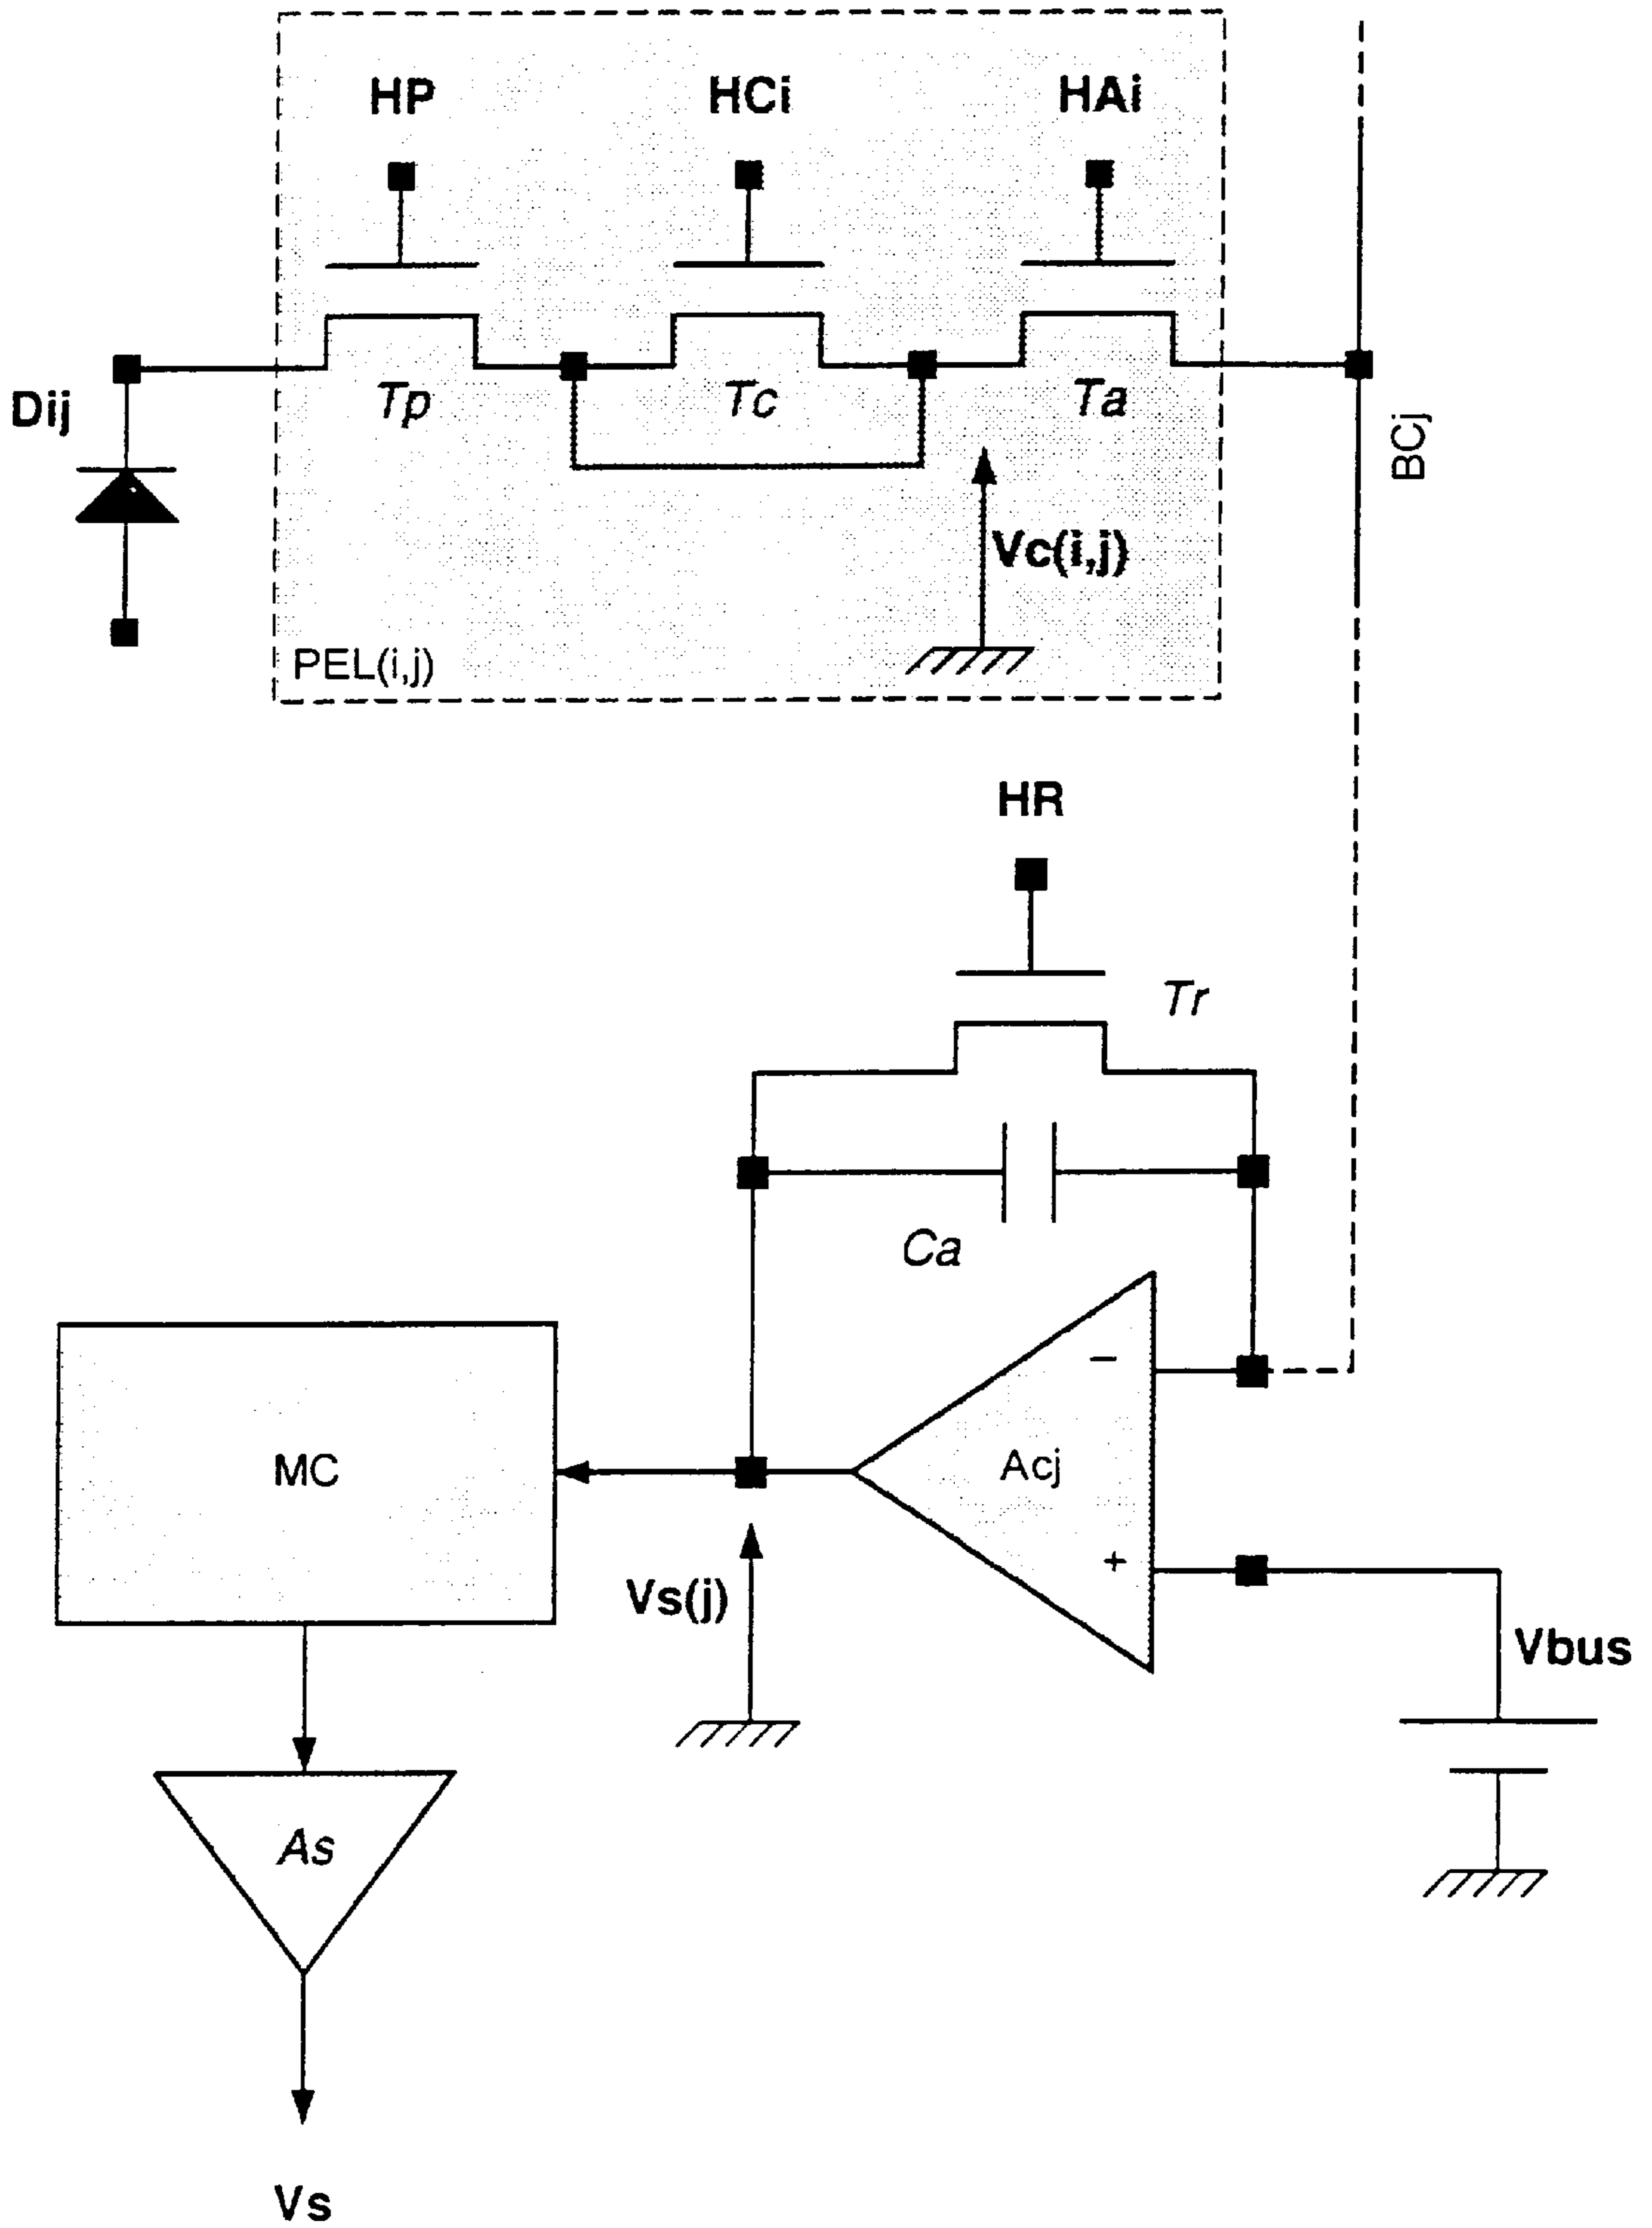 HP HCi HAi
Dij Tp Tc Ta
BCj
Vc(i,j)
PEL(i,j)
HR
Tr
Ca
−
MC Acj
+
Vs(j)
Vbus
As
Vs